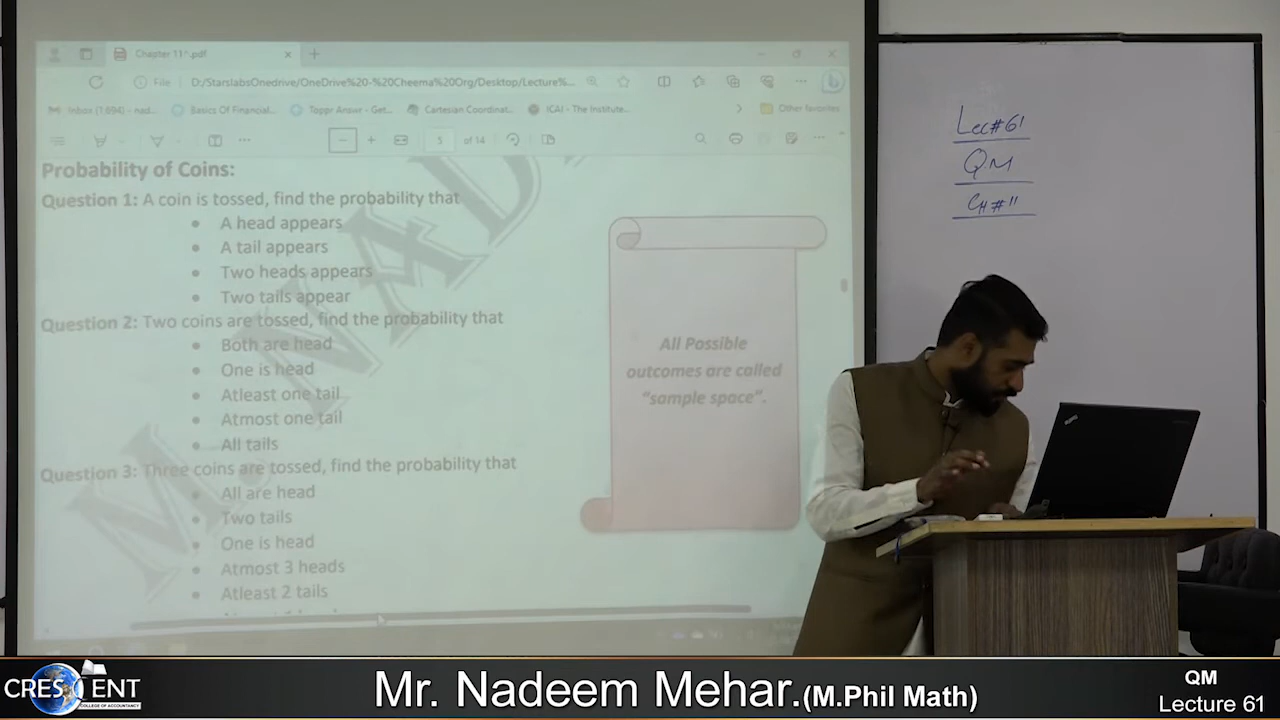 Chapter 11^.pdf
File D:/StarslabsOnedrive/OneDrive%20-%20Cheema%20Org/Desktop/Lecture%...
Inbox (1,694) - nad... Basics Of Financial... Toppr Answr - Get... Cartesian Coordinat... ICAI - The Institute... Other favorites
5 of 14
Probability of Coins:
Question 1: A coin is tossed, find the probability that
• A head appears
• A tail appears
• Two heads appears
• Two tails appear
Question 2: Two coins are tossed, find the probability that
• Both are head
• One is head
• Atleast one tail
• Atmost one tail
• All tails
Question 3: Three coins are tossed, find the probability that
• All are head
• Two tails
• One is head
• Atmost 3 heads
• Atleast 2 tails
All Possible
outcomes are called
“sample space”.
Lec#61
QM
CH#11
CRESCENT
COLLEGE OF ACCOUNTANCY
Mr. Nadeem Mehar.(M.Phil Math)
QM
Lecture 61